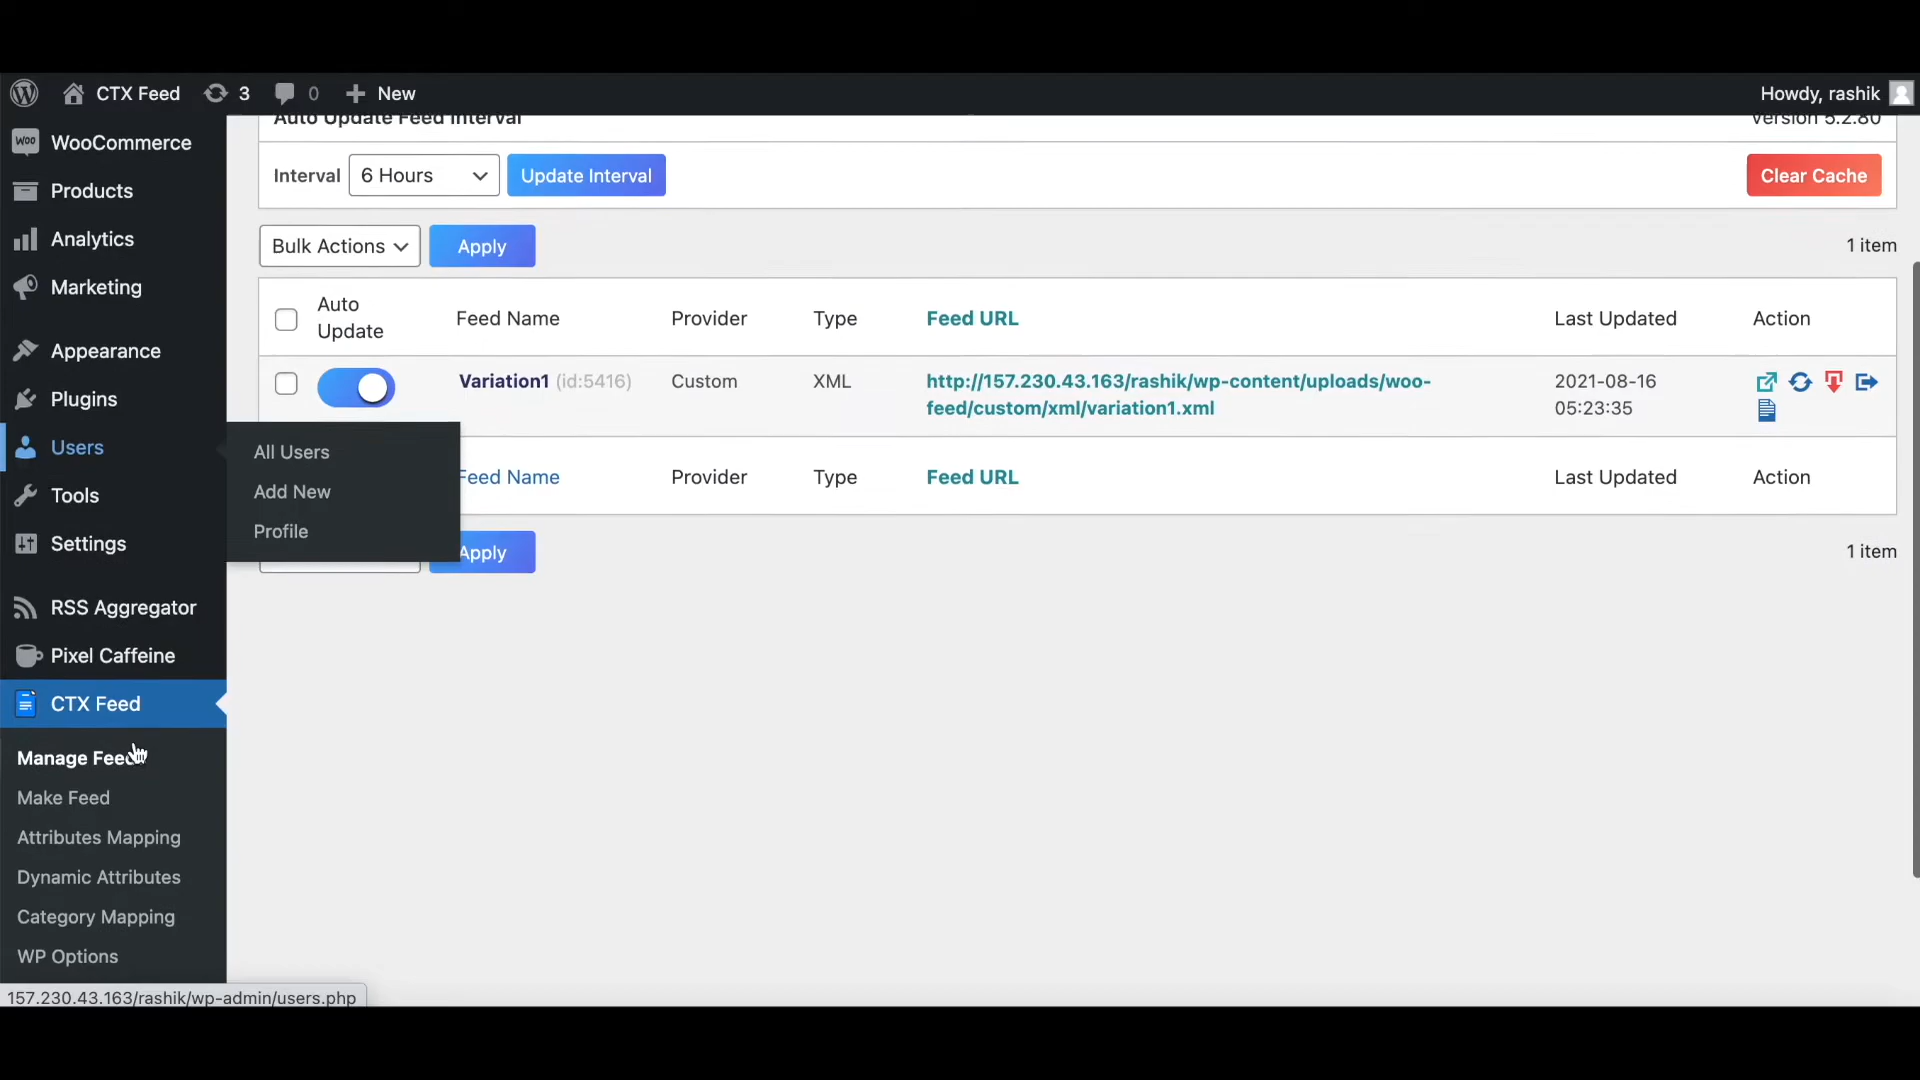 CTX Feed 3 0 New Howdy, rashik
WooCommerce
Products
Analytics
Marketing
Appearance
Plugins
Users
Tools
Settings
RSS Aggregator
Pixel Caffeine
CTX Feed
Manage Feed
Make Feed
Attributes Mapping
Dynamic Attributes
Category Mapping
WP Options
All Users
Add New
Profile
Auto Update Feed Interval Version 5.2.80
Interval 6 Hours Update Interval Clear Cache
Bulk Actions Apply 1 item
Auto
Update
Feed Name Provider Type Feed URL Last Updated Action
Variation1 (id:5416) Custom XML
http://157.230.43.163/rashik/wp-content/uploads/woo-
feed/custom/xml/variation1.xml
2021-08-16
05:23:35
Feed Name Provider Type Feed URL Last Updated Action
Apply 1 item
157.230.43.163/rashik/wp-admin/users.php